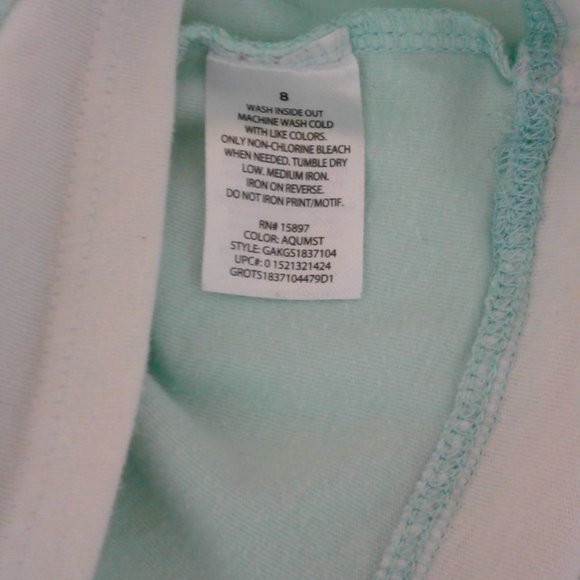 8
WASH INSIDE OUT
MACHINE WASH COLD
WITH LIKE COLORS.
ONLY NON-CHLORINE BLEACH
WHEN NEEDED. TUMBLE DRY
LOW. MEDIUM IRON.
IRON ON REVERSE.
DO NOT IRON PRINT/MOTIF.
RN# 15897
COLOR: AQUMST
STYLE: GAKGS1837104
UPC#: 0 1521321424
GROTS1837104479D1